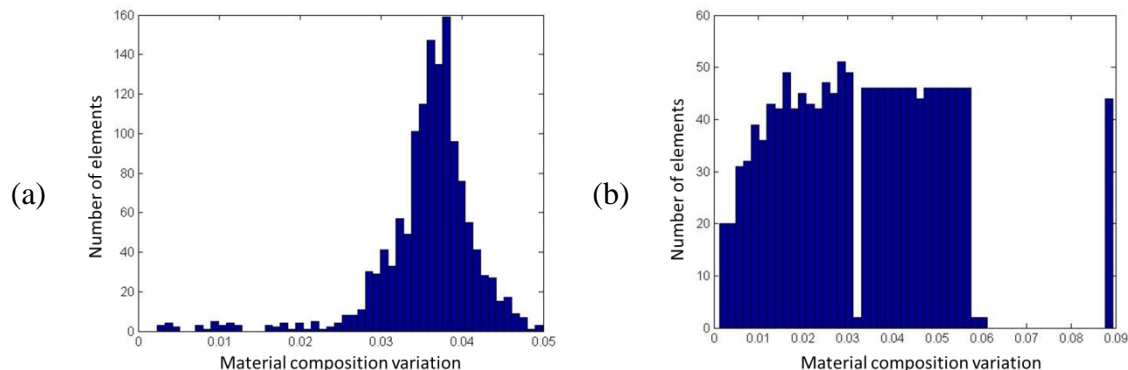 (a)
Number of elements
160
140
120
100
80
60
40
20
0
0 0.01 0.02 0.03 0.04 0.05
Material composition variation
(b)
Number of elements
60
50
40
30
20
10
0
0 0.01 0.02 0.03 0.04 0.05 0.06 0.07 0.08 0.09
Material composition variation